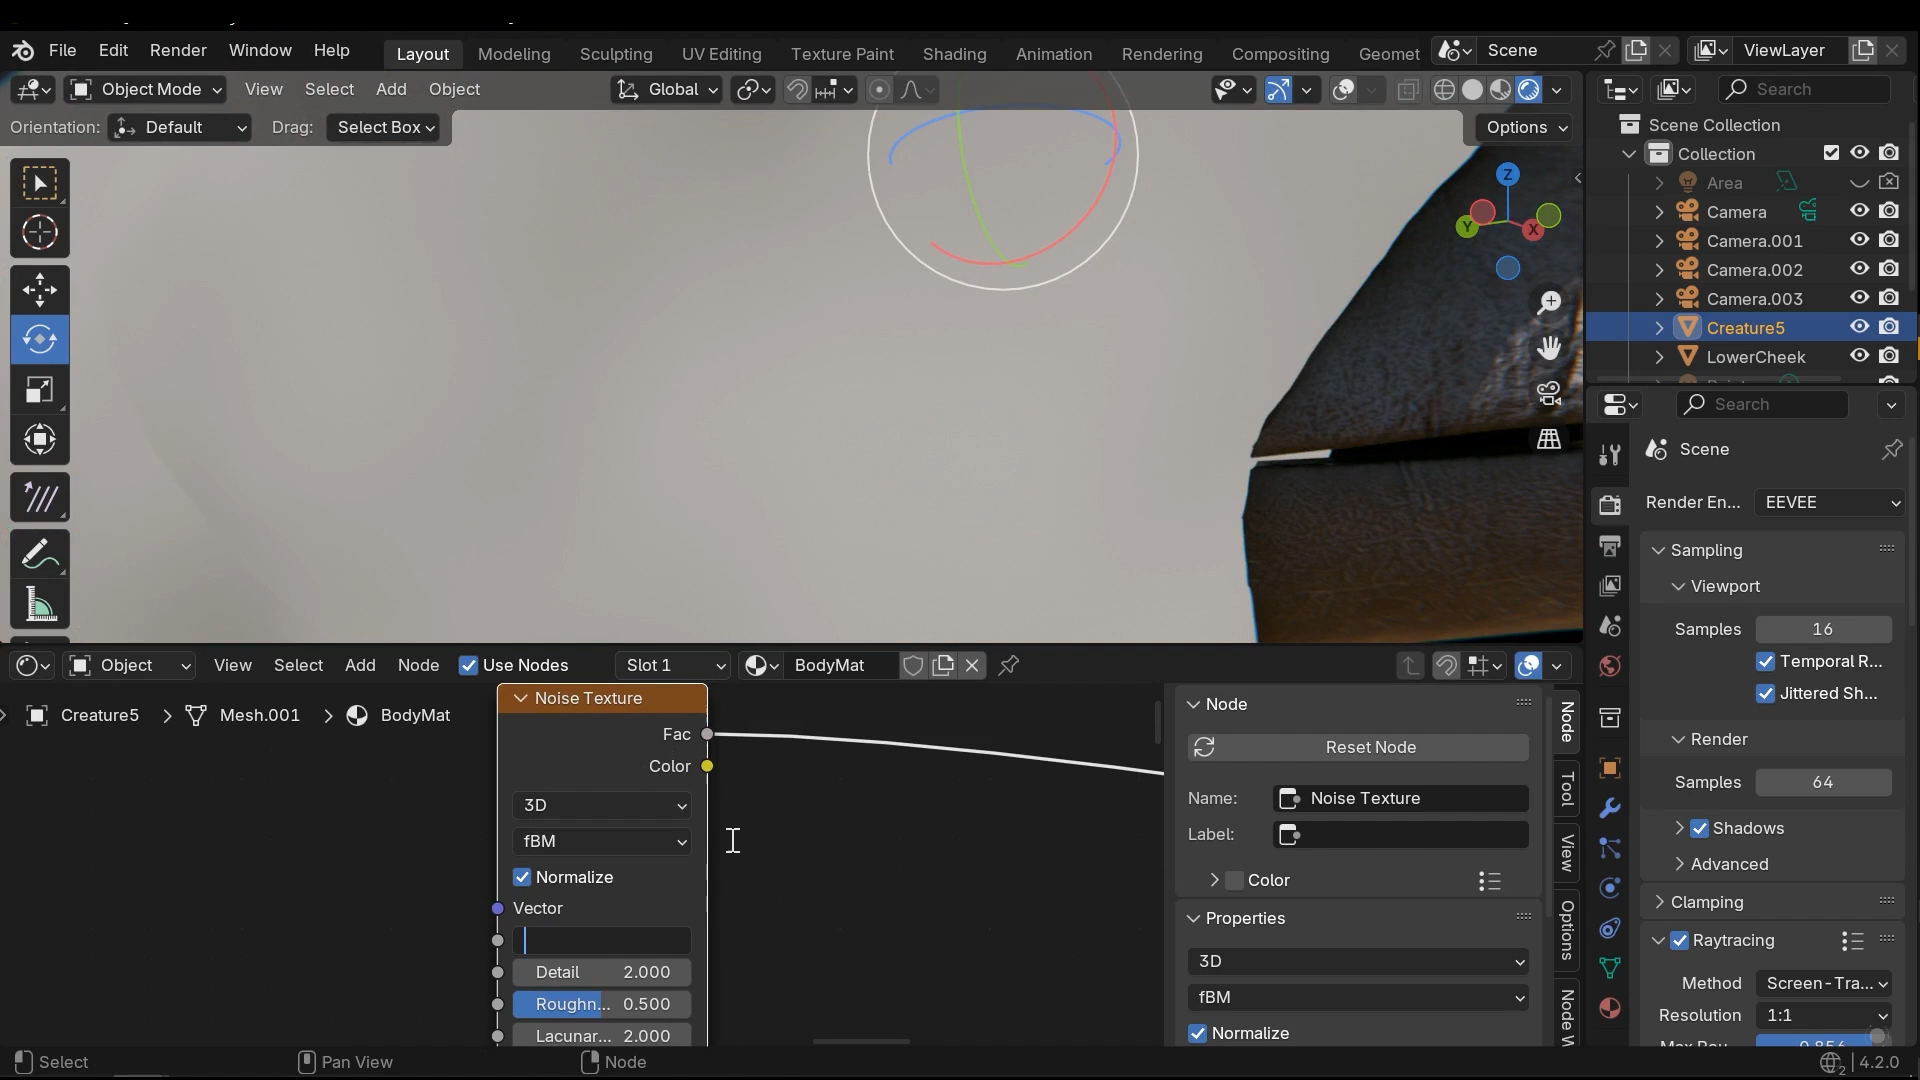 File Edit Render Window Help Layout Modeling Sculpting UV Editing Texture Paint Shading Animation Rendering Compositing Geomet Scene ViewLayer
Object Mode View Select Add Object Global Search
Orientation: Default Drag: Select Box Options
Scene Collection
Collection
Area
Camera
Camera.001
Camera.002
Camera.003
Creature5
LowerCheek
Z
Y
X
Search
Scene
Render En... EEVEE
Sampling
Viewport
Samples 16
Temporal R...
Jittered Sh...
Render
Samples 64
Shadows
Advanced
Clamping
Raytracing
Method Screen-Tra...
Resolution 1:1
Object View Select Add Node Use Nodes Slot 1 BodyMat
Creature5 Mesh.001 BodyMat
Noise Texture
Fac
Color
3D
fBM
Normalize
Vector
Detail 2.000
Roughn... 0.500
Lacunar... 2.000
Node
Reset Node
Name: Noise Texture
Label:
Color
Properties
3D
fBM
Normalize
Node
Tool
View
Options
Node W
Select Pan View Node 2 4.2.0